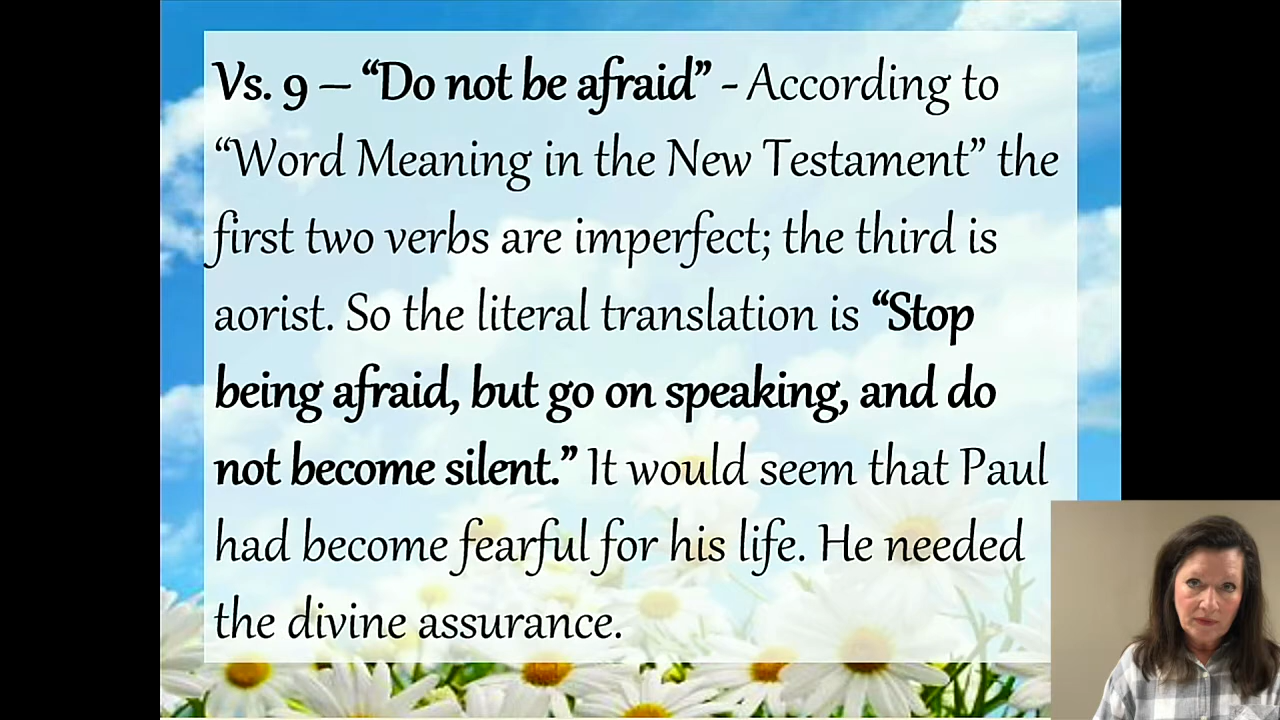 Vs. 9 – “Do not be afraid” - According to
“Word Meaning in the New Testament” the
first two verbs are imperfect; the third is
aorist. So the literal translation is “Stop
being afraid, but go on speaking, and do
not become silent.” It would seem that Paul
had become fearful for his life. He needed
the divine assurance.